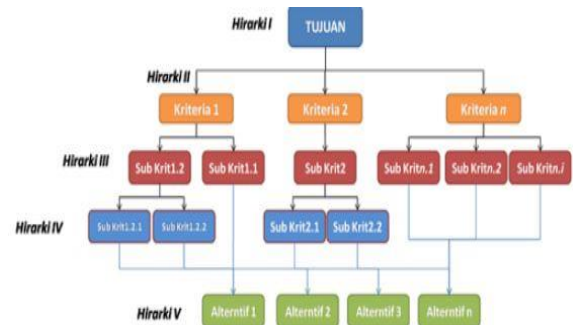 Hirarki I
TUJUAN
Hirarki II
Kriteria 1
Kriteria 2
Kriteria n
Hirarki III
Sub Krit1.2
Sub Krit1.1
Sub Krit2
Sub Kritn.1
Sub Kritn.2
Sub Kritn.i
Hirarki IV
Sub Krit1.2.1
Sub Krit1.2.2
Sub Krit2.1
Sub Krit2.2
Hirarki V
Alterntif 1
Alterntif 2
Alterntif 3
Alterntif n